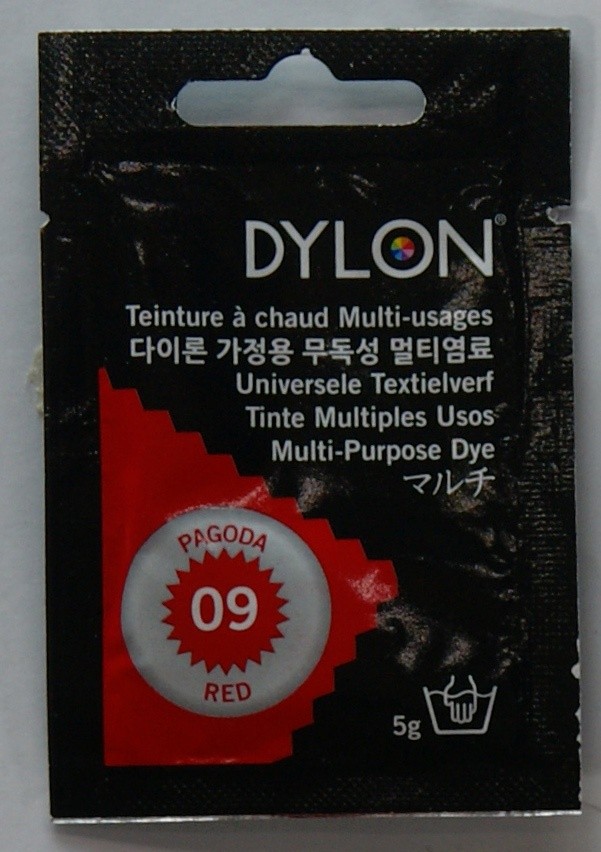 DYLON®
Teinture à chaud Multi-usages
다이론 가정용 무독성 멀티염료
Universele Textielverf
Tinte Multiples Usos
Multi-Purpose Dye
マルチ
PAGODA
09
RED
5g